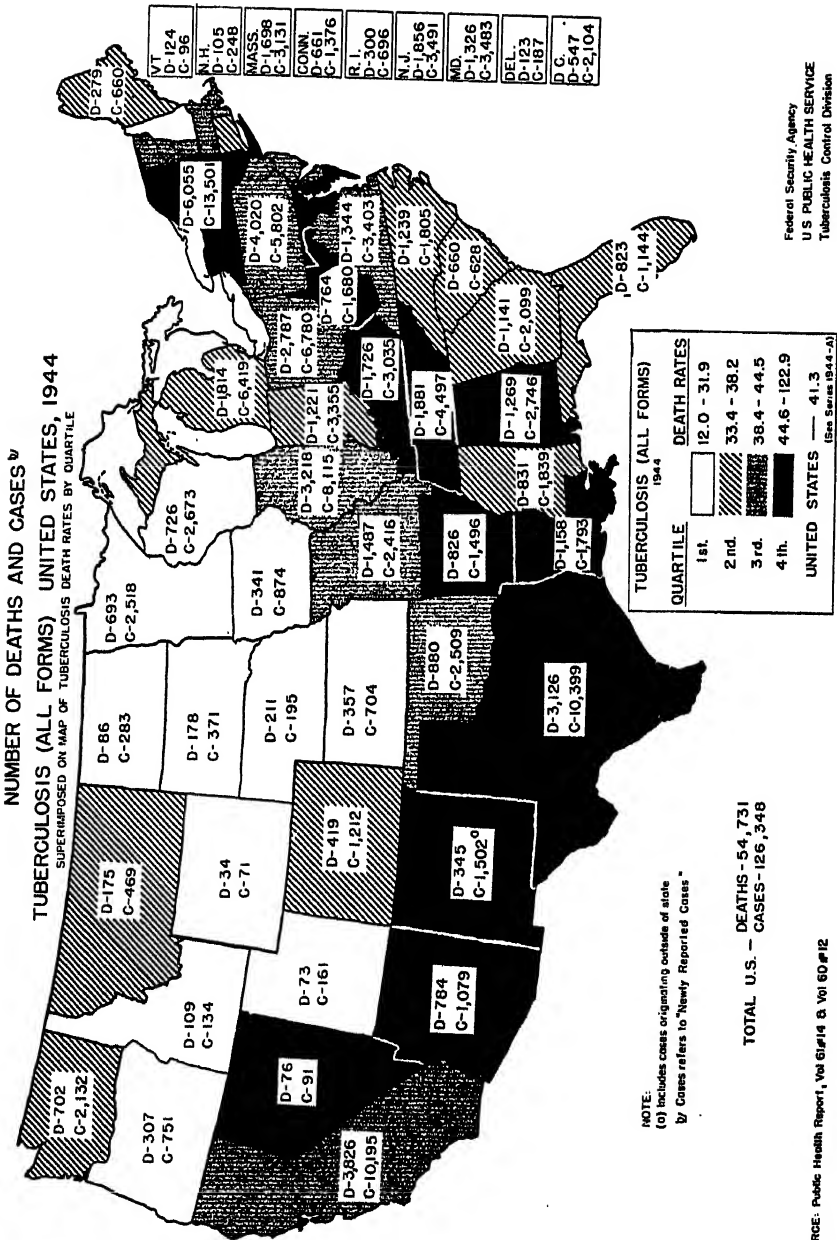 NUMBER OF DEATHS AND CASES b/
TUBERCULOSIS (ALL FORMS) UNITED STATES, 1944
SUPERIMPOSED ON MAP OF TUBERCULOSIS DEATH RATES BY QUARTILE
D-702
C-2,132
D-307
C-751
D-3,826
C-10,195
D-76
C-91
D-109
C-134
D-175
C-469
D-34
C-71
D-73
C-161
D-419
C-1,212
D-784
C-1,079
D-345
C-1,502 a
D-86
C-283
D-178
C-371
D-211
C-195
D-357
C-704
D-880
C-2,509
D-3,126
C-10,399
D-693
C-2,518
D-341
C-874
D-1,487
C-2,416
D-826
C-1,496
D-1,158
C-1,793
D-726
C-2,673
D-3,218
C-8,115
D-1,814
C-6,419
D-1,221
C-3,355
D-2,787
C-6,780
D-1,726
C-3,035
D-1,881
C-4,497
D-831
C-1,839
D-1,269
C-2,746
D-1,141
C-2,099
D-823
C-1,144
D-660
C-628
D-1,239
C-1,805
D-1,344
C-3,403
D-764
C-1,680
D-4,020
C-5,802
D-6,055
C-13,501
D-279
C-660
VT
D-124
C-96
N.H.
D-105
C-248
MASS.
D-1,698
C-3,131
CONN.
D-661
C-1,376
R.I.
D-300
C-696
N.J.
D-1,856
C-3,491
MD.
D-1,326
C-3,483
DEL.
D-123
C-187
D C.
D-547
C-2,104
NOTE:
(a) Includes cases originating outside of state
b/ Cases refers to "Newly Reported Cases"
TOTAL U.S. - DEATHS-54,731
CASES-126,348
TUBERCULOSIS (ALL FORMS)
1944
QUARTILE DEATH RATES
1st. 12.0 - 31.9
2nd. 33.4 - 38.2
3rd. 38.4 - 44.5
4th. 44.6 - 122.9
UNITED STATES — 41.3
(See Series 1944-A)
RCE: Public Health Report, Vol 61#14 & Vol 60#12
Federal Security Agency
U S PUBLIC HEALTH SERVICE
Tuberculosis Control Division